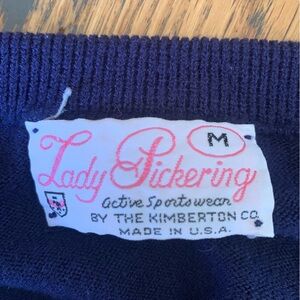 M
Lady Pickering
Active Sportswear
BY THE KIMBERTON CO.
MADE IN U.S.A.